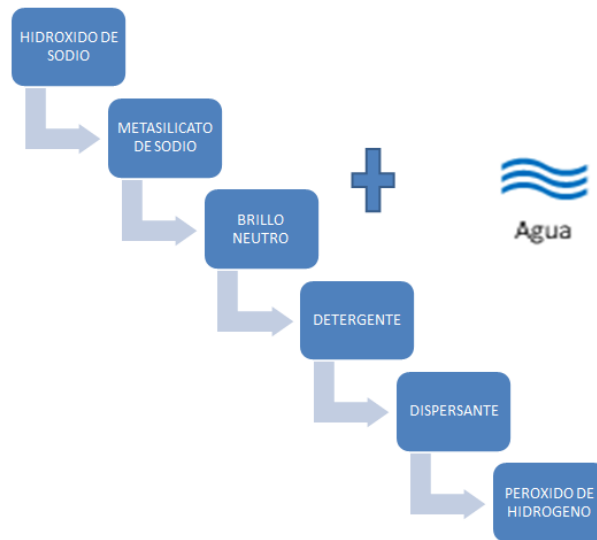 HIDROXIDO DE
SODIO
METASILICATO
DE SODIO
BRILLO
NEUTRO
Agua
DETERGENTE
DISPERSANTE
PEROXIDO DE
HIDROGENO